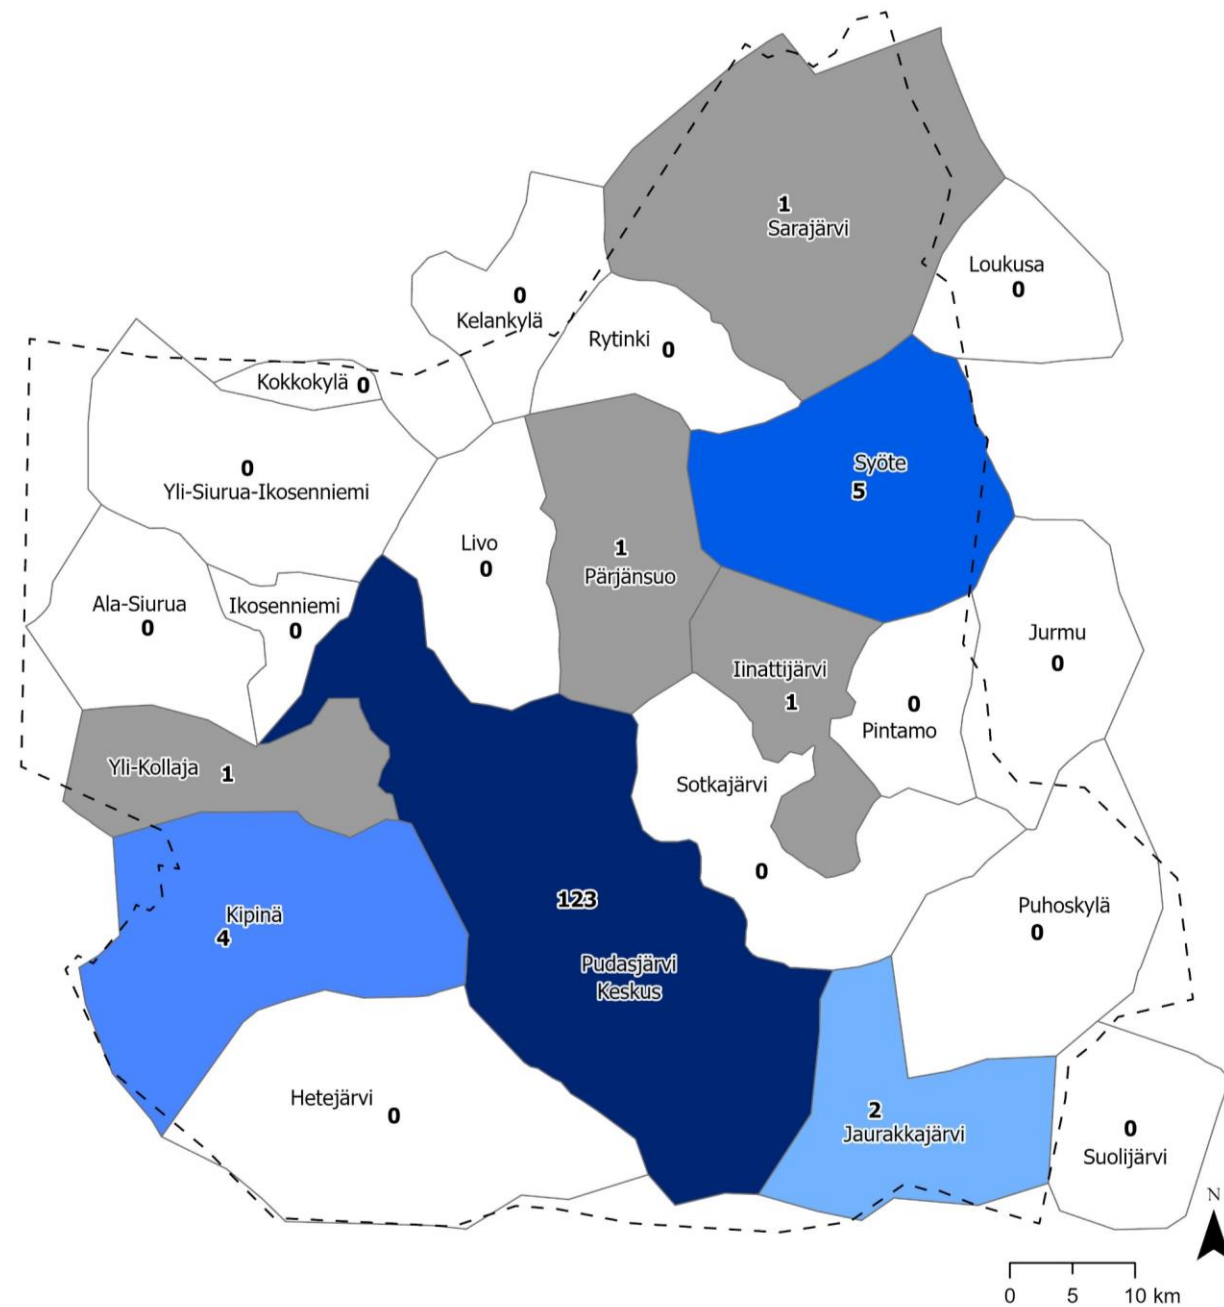 1
Sarajärvi
Loukusa
0
0
Kelankylä
Rytinki 0
Kokkokylä 0
0
Yli-Siurua-Ikosenniemi
Syöte
5
Livo
0
1
Pärjänsuo
Ala-Siurua
0
Ikosenniemi
0
Jurmu
0
Iinattijärvi
1
0
Pintamo
Yli-Kollaja 1
Sotkajärvi
0
123
Pudasjärvi
Keskus
Kipinä
4
Puhoskylä
0
Hetejärvi
0
2
Jaurakkajärvi
0
Suolijärvi
N
0 5 10 km